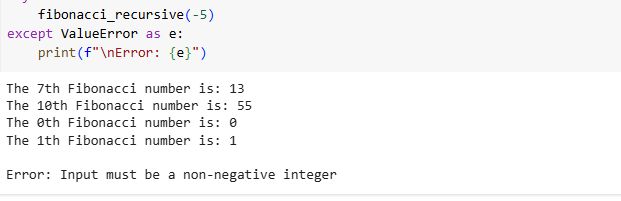 fibonacci_recursive(-5)
except ValueError as e:
print(f"\nError: {e}")
The 7th Fibonacci number is: 13
The 10th Fibonacci number is: 55
The 0th Fibonacci number is: 0
The 1th Fibonacci number is: 1
Error: Input must be a non-negative integer